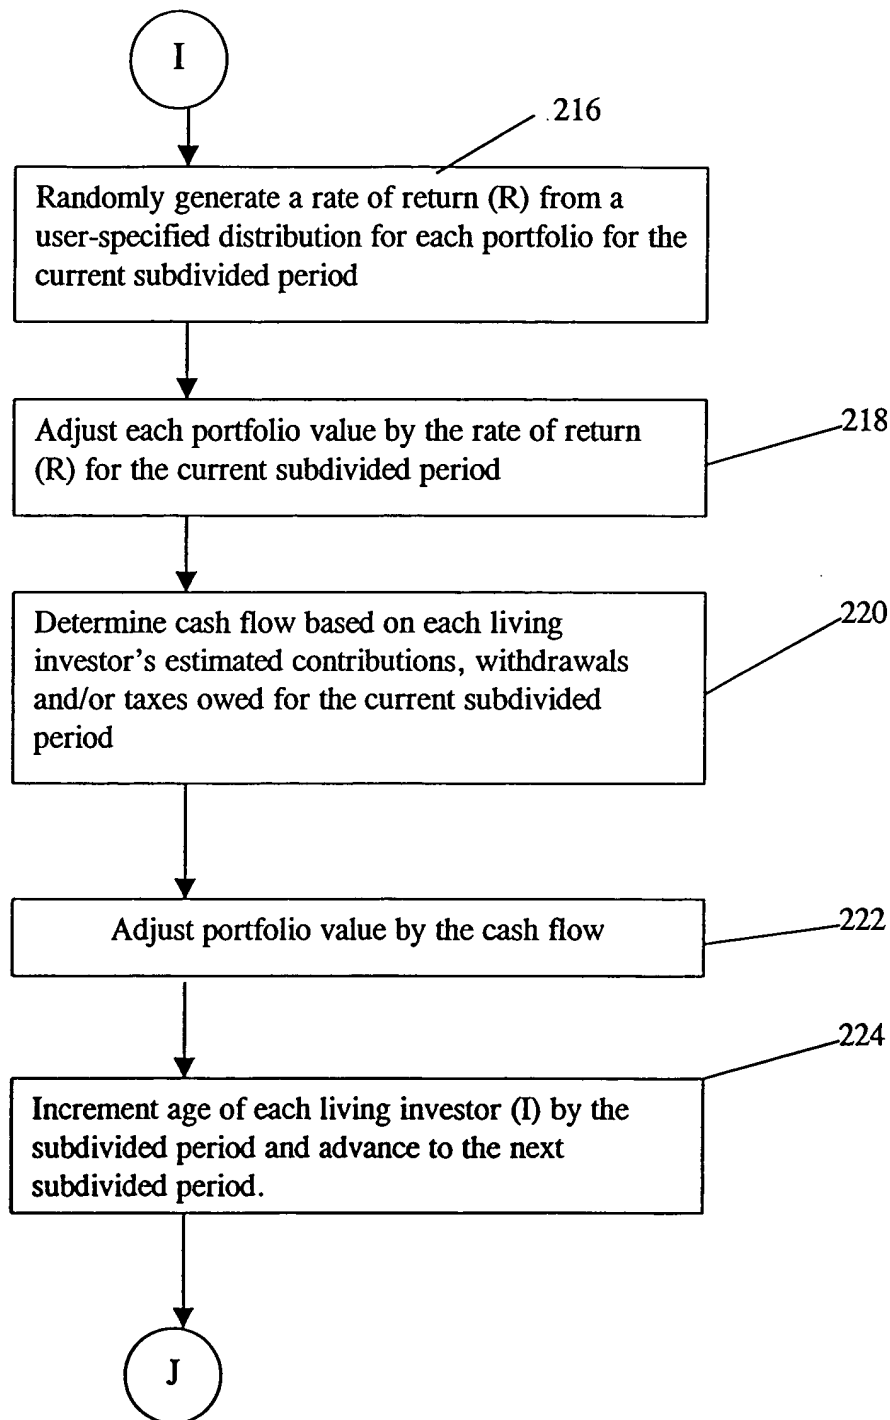 I
216
Randomly generate a rate of return (R) from a
user-specified distribution for each portfolio for the
current subdivided period
Adjust each portfolio value by the rate of return
(R) for the current subdivided period
218
Determine cash flow based on each living
investor's estimated contributions, withdrawals
and/or taxes owed for the current subdivided
period
220
Adjust portfolio value by the cash flow
222
224
Increment age of each living investor (I) by the
subdivided period and advance to the next
subdivided period.
J